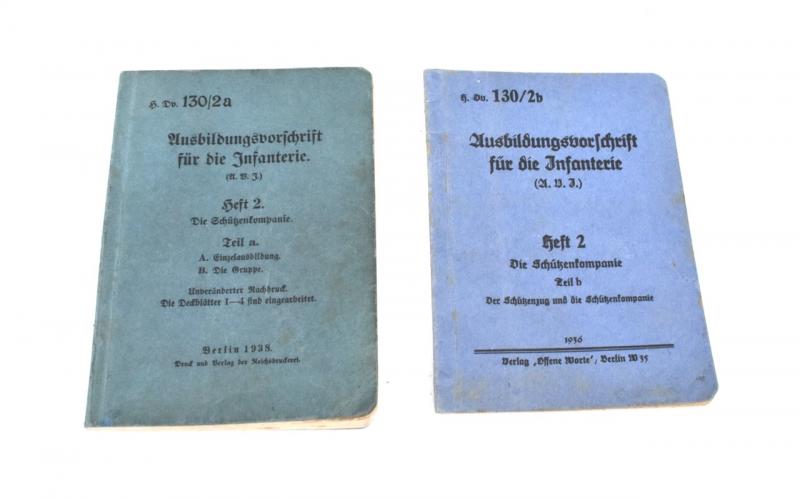 H. Dv. 130/2a
Ausbildungsvorschrift
für die Infanterie.
(A. V. I.)
Heft 2.
Die Schützenkompanie.
Teil a.
A. Einzelausbildung.
B. Die Gruppe.
Unveränderter Nachdruck.
Die Deckblätter 1—4 sind eingearbeitet.
Berlin 1938.
Druck und Verlag der Reichsdruckerei.
H. Dv. 130/2b
Ausbildungsvorschrift
für die Infanterie
(A. V. I.)
Heft 2
Die Schützenkompanie
Teil b
Der Schützenzug und die Schützenkompanie
1936
Verlag „Offene Worte“, Berlin W 35